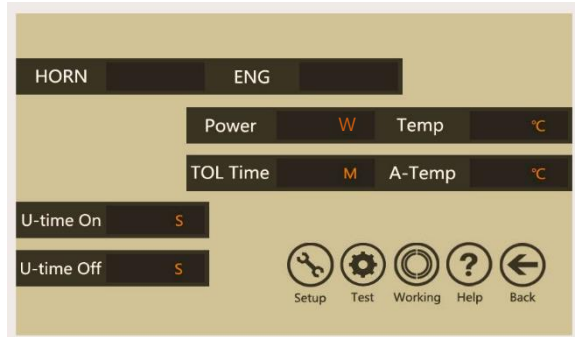 HORN ENG
Power W Temp ℃
TOL Time M A-Temp ℃
U-time On S
U-time Off S
Setup Test Working Help Back